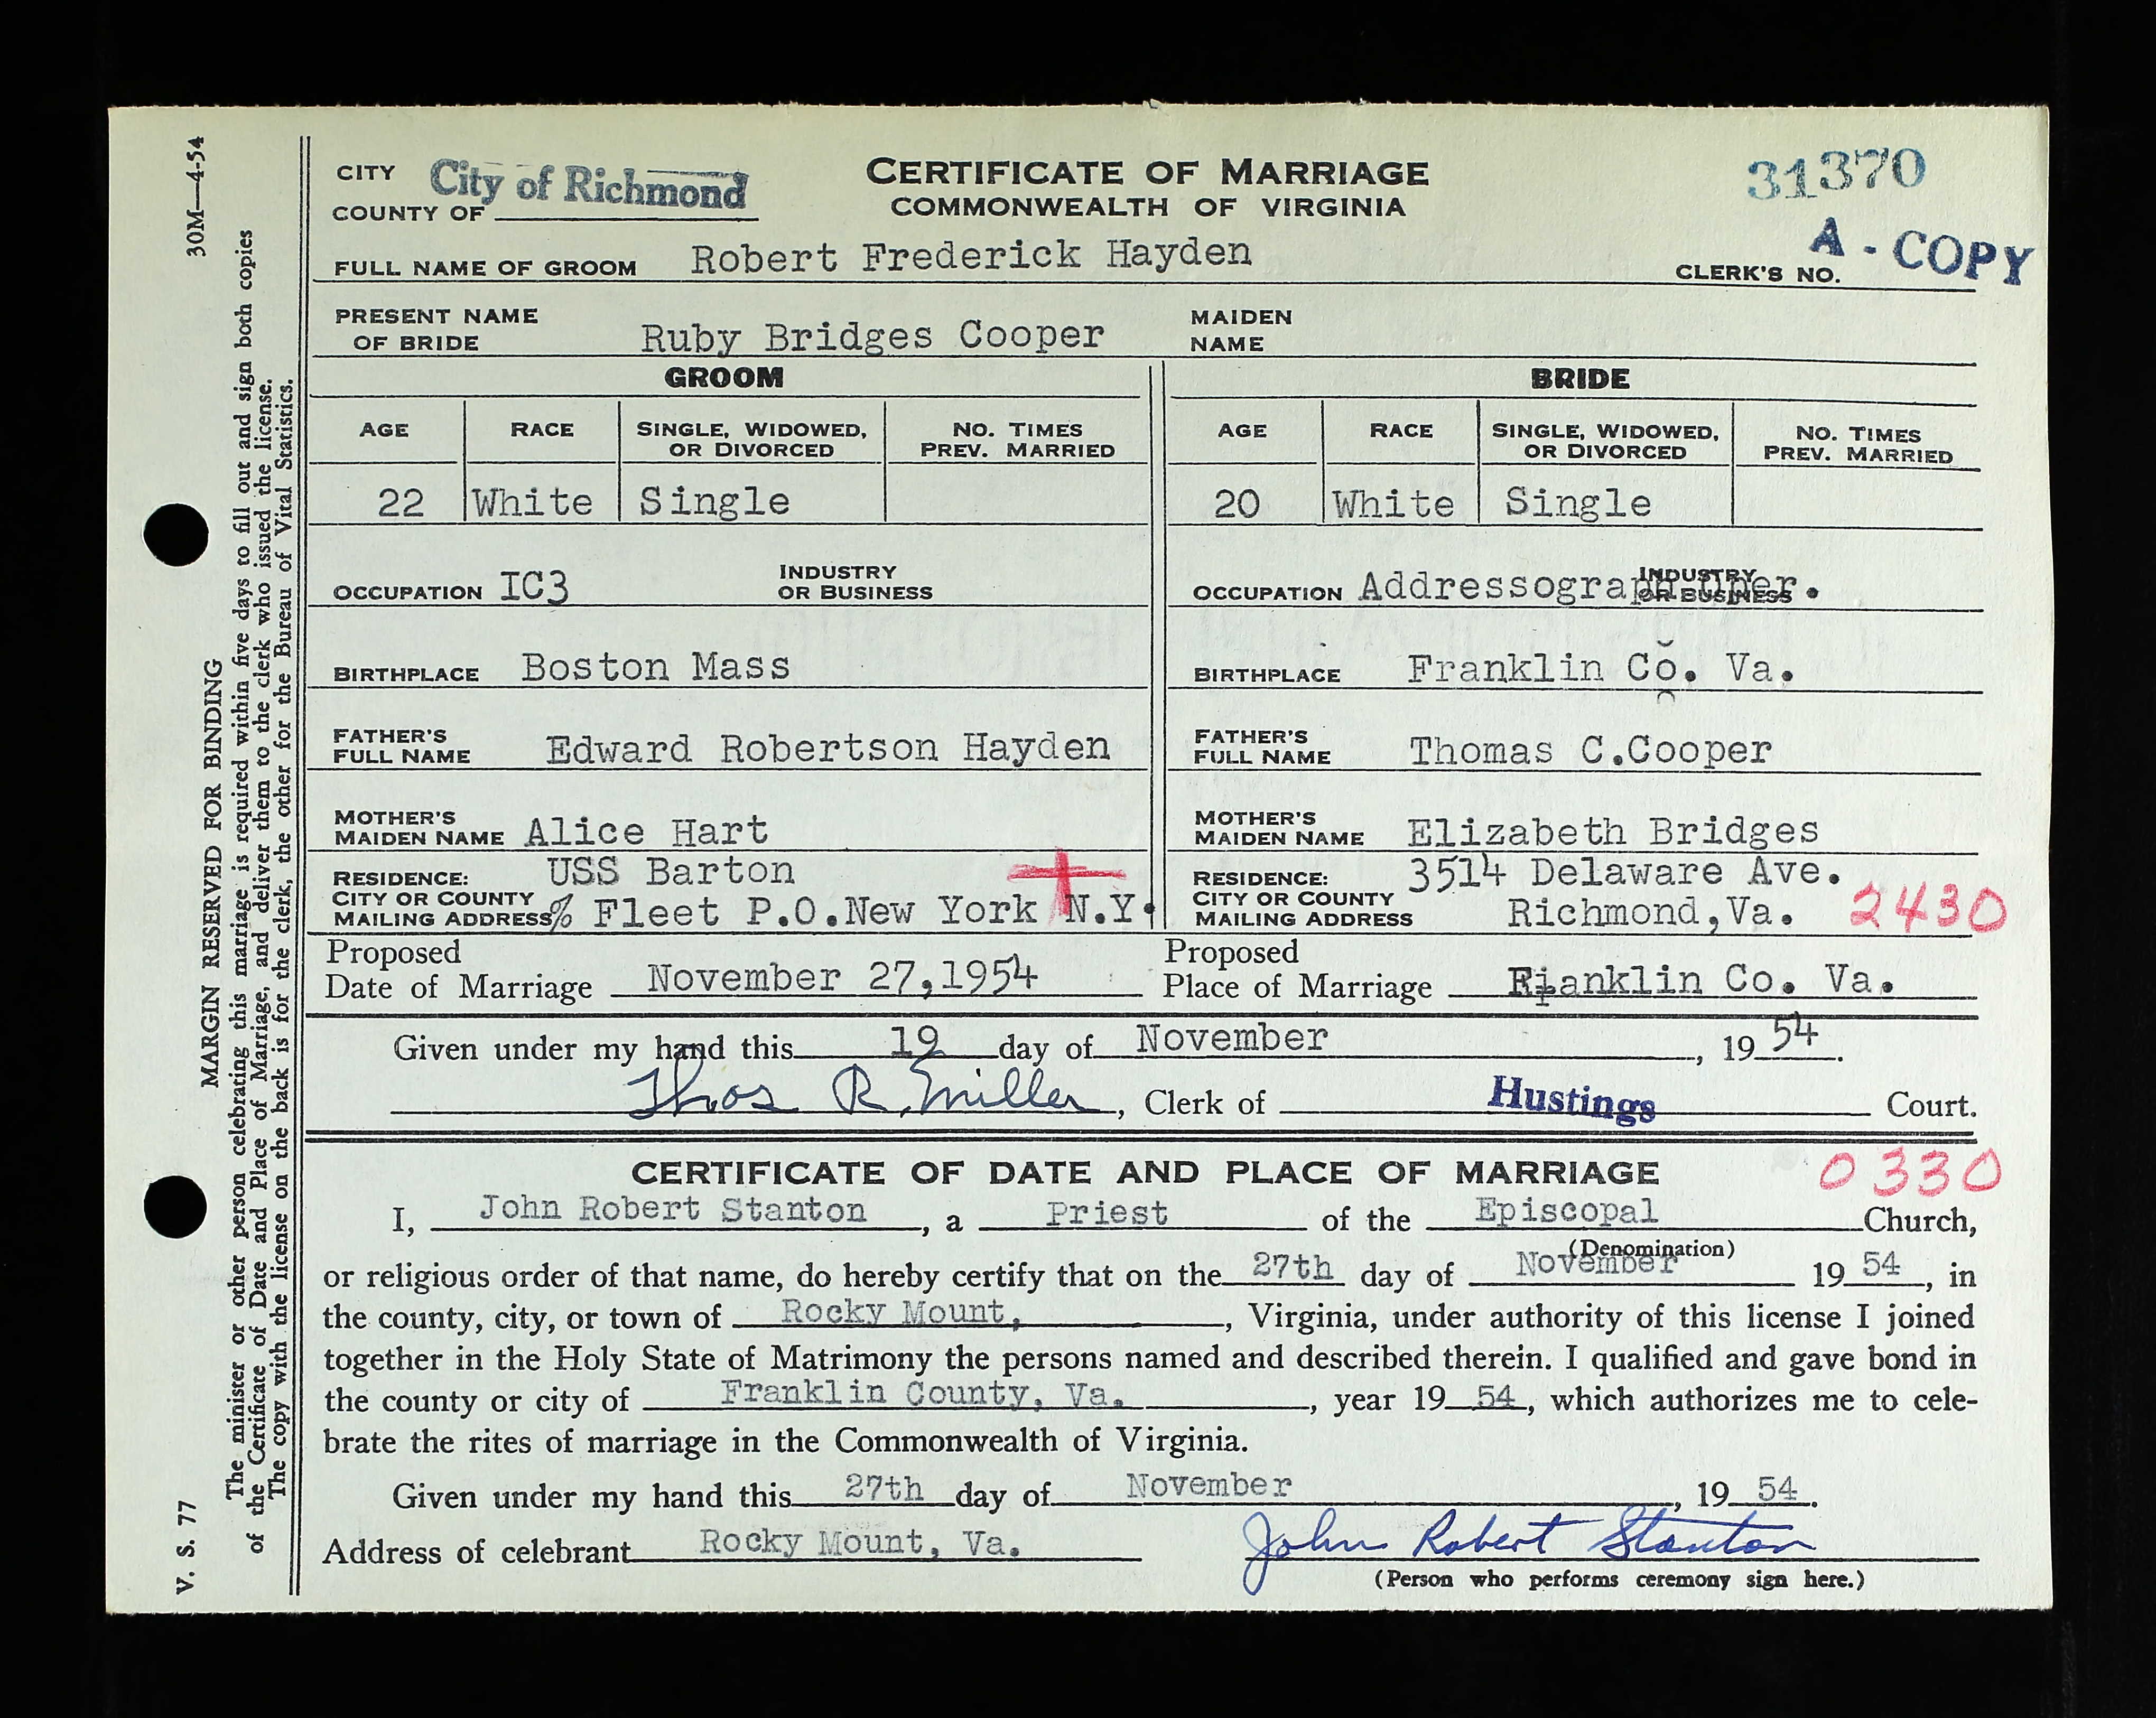 30M—4-54
MARGIN RESERVED FOR BINDING
The minister or other person celebrating this marriage is required within five days to fill out and sign both copies
of the Certificate of Date and Place of Marriage, and deliver them to the clerk who issued the license.
The copy with the license on the back is for the clerk, the other for the Bureau of Vital Statistics.
V. S. 77
CITY
COUNTY OF City of Richmond
CERTIFICATE OF MARRIAGE
COMMONWEALTH OF VIRGINIA
31370
A - COPY
FULL NAME OF GROOM Robert Frederick Hayden CLERK'S NO.
PRESENT NAME
OF BRIDE Ruby Bridges Cooper MAIDEN
NAME
GROOM BRIDE
AGE RACE SINGLE, WIDOWED, OR DIVORCED NO. TIMES PREV. MARRIED AGE RACE SINGLE, WIDOWED, OR DIVORCED NO. TIMES PREV. MARRIED
22 White Single 20 White Single
OCCUPATION IC3 INDUSTRY OR BUSINESS OCCUPATION Addressograph Oper. INDUSTRY OR BUSINESS
BIRTHPLACE Boston Mass BIRTHPLACE Franklin Co. Va.
FATHER'S
FULL NAME Edward Robertson Hayden FATHER'S
FULL NAME Thomas C.Cooper
MOTHER'S
MAIDEN NAME Alice Hart MOTHER'S
MAIDEN NAME Elizabeth Bridges
RESIDENCE: USS Barton RESIDENCE: 3514 Delaware Ave.
CITY OR COUNTY CITY OR COUNTY
MAILING ADDRESS % Fleet P.O.New York N.Y. MAILING ADDRESS Richmond,Va. 2430
Proposed Proposed
Date of Marriage November 27,1954 Place of Marriage Franklin Co. Va.
Given under my hand this 19 day of November, 1954.
Thos R. Miller, Clerk of Hustings Court.
CERTIFICATE OF DATE AND PLACE OF MARRIAGE 0330
I, John Robert Stanton, a Priest of the Episcopal Church,
(Denomination)
or religious order of that name, do hereby certify that on the 27th day of November 1954, in
the county, city, or town of Rocky Mount, , Virginia, under authority of this license I joined
together in the Holy State of Matrimony the persons named and described therein. I qualified and gave bond in
the county or city of Franklin County, Va. , year 1954, which authorizes me to cele-
brate the rites of marriage in the Commonwealth of Virginia.
Given under my hand this 27th day of November, 1954.
Address of celebrant Rocky Mount, Va. John Robert Stanton
(Person who performs ceremony sign here.)